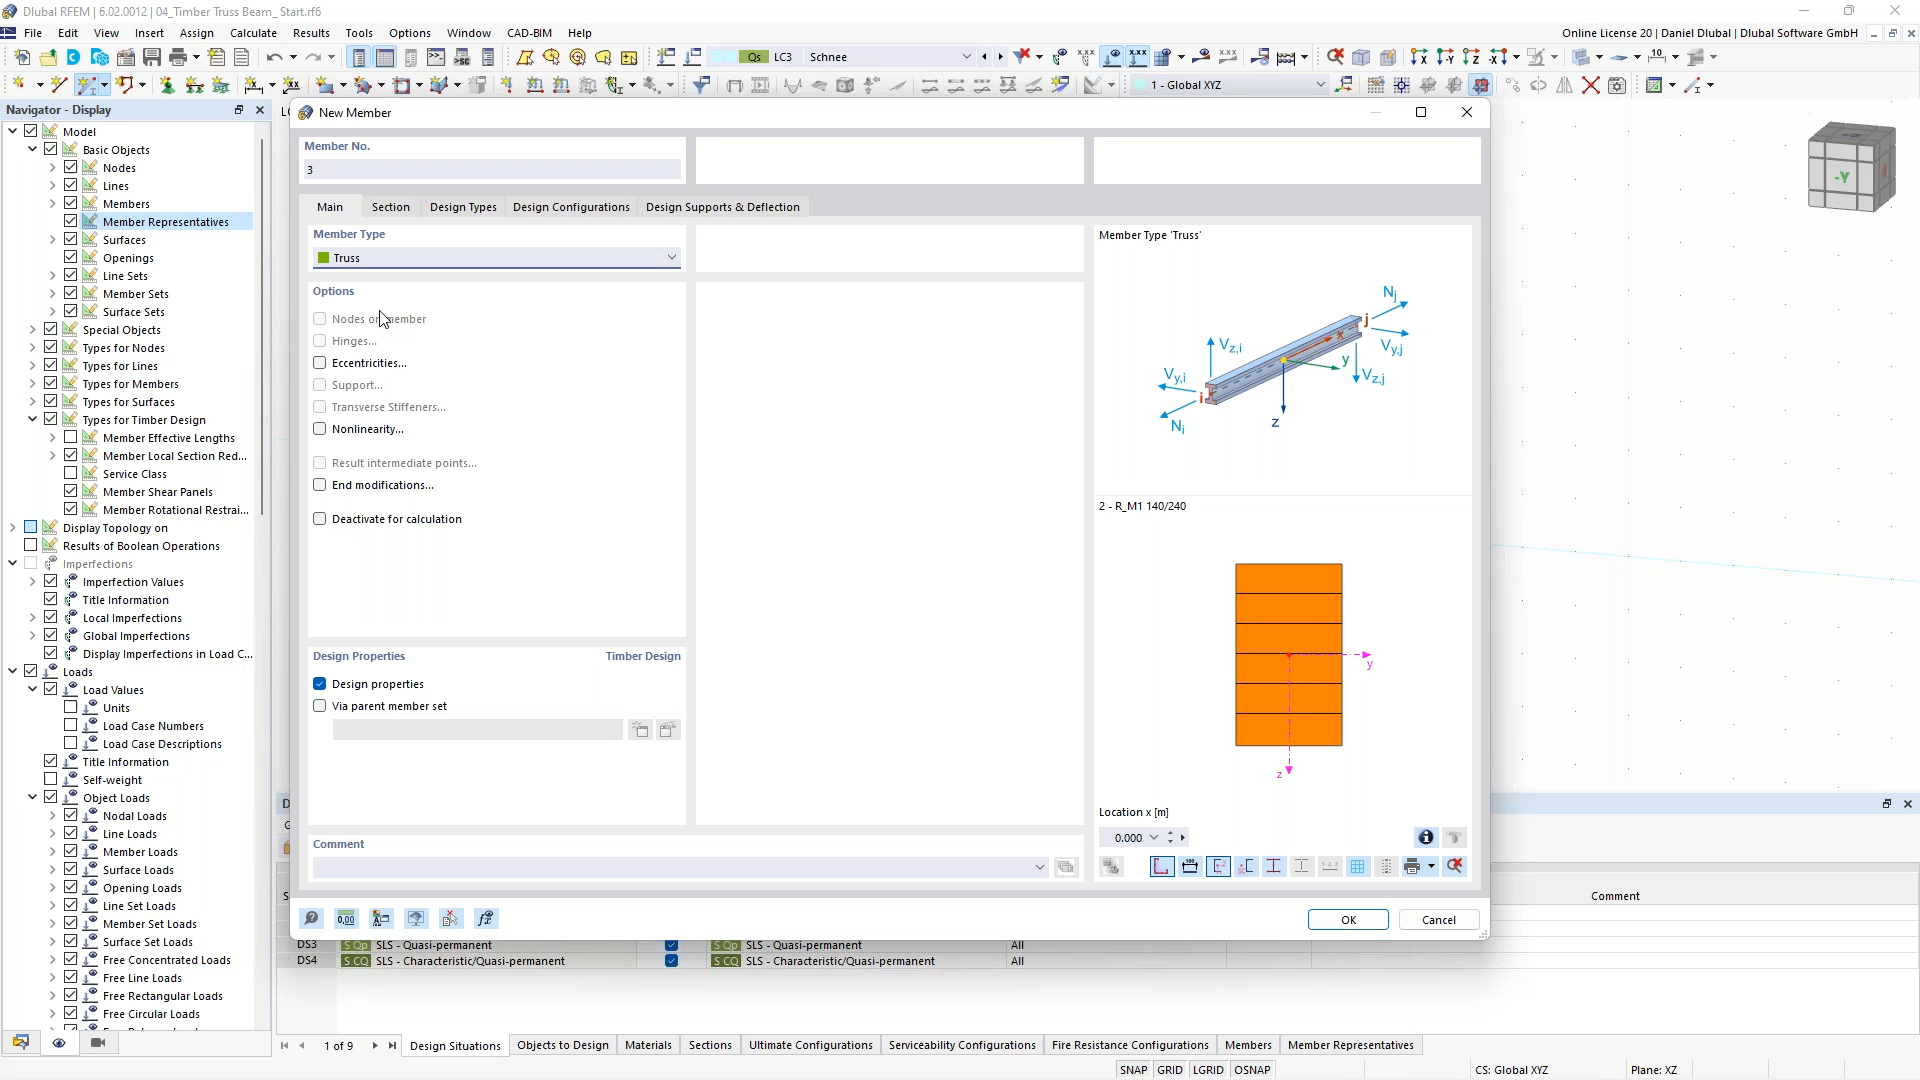 Dlubal RFEM | 6.02.0012 | 04_Timber Truss Beam_ Start.rf6
File Edit View Insert Assign Calculate Results Tools Options Window CAD-BIM Help
Online License 20 | Daniel Dlubal | Dlubal Software GmbH
Qs LC3 Schnee
1 - Global XYZ
Navigator - Display
Model
Basic Objects
Nodes
Lines
Members
Member Representatives
Surfaces
Openings
Line Sets
Member Sets
Surface Sets
Special Objects
Types for Nodes
Types for Lines
Types for Members
Types for Surfaces
Types for Timber Design
Member Effective Lengths
Member Local Section Red...
Service Class
Member Shear Panels
Member Rotational Restrai...
Display Topology on
Results of Boolean Operations
Imperfections
Imperfection Values
Title Information
Local Imperfections
Global Imperfections
Display Imperfections in Load C...
Loads
Load Values
Units
Load Case Numbers
Load Case Descriptions
Title Information
Self-weight
Object Loads
Nodal Loads
Line Loads
Member Loads
Surface Loads
Opening Loads
Line Set Loads
Member Set Loads
Surface Set Loads
Free Concentrated Loads
Free Line Loads
Free Rectangular Loads
Free Circular Loads
New Member
Member No.
3
Main Section Design Types Design Configurations Design Supports & Deflection
Member Type
Truss
Options
Nodes on member
Hinges...
Eccentricities...
Support...
Transverse Stiffeners...
Nonlinearity...
Result intermediate points...
End modifications...
Deactivate for calculation
Design Properties Timber Design
Design properties
Via parent member set
Comment
Member Type 'Truss'
Nj
j
Vz,i
x
Vy,j
y
Vy,i
Vz,j
i
Ni
z
2 - R_M1 140/240
y
z
Location x [m]
0.000
OK Cancel
-Y
Comment
DS3 S Qp SLS - Quasi-permanent S Qp SLS - Quasi-permanent All
DS4 S CQ SLS - Characteristic/Quasi-permanent S CQ SLS - Characteristic/Quasi-permanent All
1 of 9 Design Situations Objects to Design Materials Sections Ultimate Configurations Serviceability Configurations Fire Resistance Configurations Members Member Representatives
SNAP GRID LGRID OSNAP CS: Global XYZ Plane: XZ